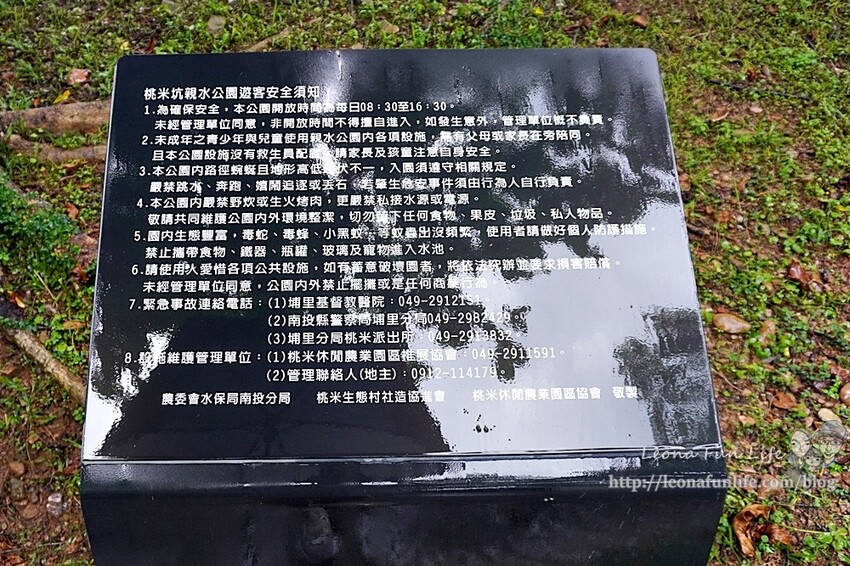 桃米坑親水公園遊客安全須知
1.為確保安全，本公園開放時間為每日08：30至16：30。
未經管理單位同意，非開放時間不得擅自進入，如發生意外，管理單位概不負責。
2.未成年之青少年與兒童使用親水公園內各項設施，需有父母或家長在旁陪同。
且本公園設施沒有救生員配置，請家長及孩童注意自身安全。
3.本公園內路徑蜿蜒且地形高低起伏不一，入園須遵守相關規定。
嚴禁跳水、奔跑、嬉鬧追逐或丟石，若肇生危安事件須由行為人自行負責。
4.本公園內嚴禁野炊或生火烤肉，更嚴禁私接水源或電源。
敬請共同維護公園內外環境整潔，切勿留下任何食物、果皮、垃圾、私人物品。
5.園內生態豐富，毒蛇、毒蜂、小黑蚊、等蚊蟲出沒頻繁，使用者請做好個人防護措施。
禁止攜帶食物、鐵器、瓶罐、玻璃及寵物進入水池。
6.請使用人愛惜各項公共設施，如有蓄意破壞園者，將依法究辦並要求損害賠償。
未經管理單位同意，公園內外禁止擺攤或是任何商業行為。
7.緊急事故連絡電話：(1)埔里基督教醫院：049-2912151。
(2)南投縣警察局埔里分局049-2982429。
(3)埔里分局桃米派出所：049-2913832
8.設施維護管理單位：(1)桃米休閒農業園區推展協會：049-2911591。
(2)管理聯絡人(地主)：0912-114179。
農委會水保局南投分局 桃米生態村社造協進會 桃米休閒農業園區協會 敬製
Leona Fun Life
http://leonafunlife.com/blog